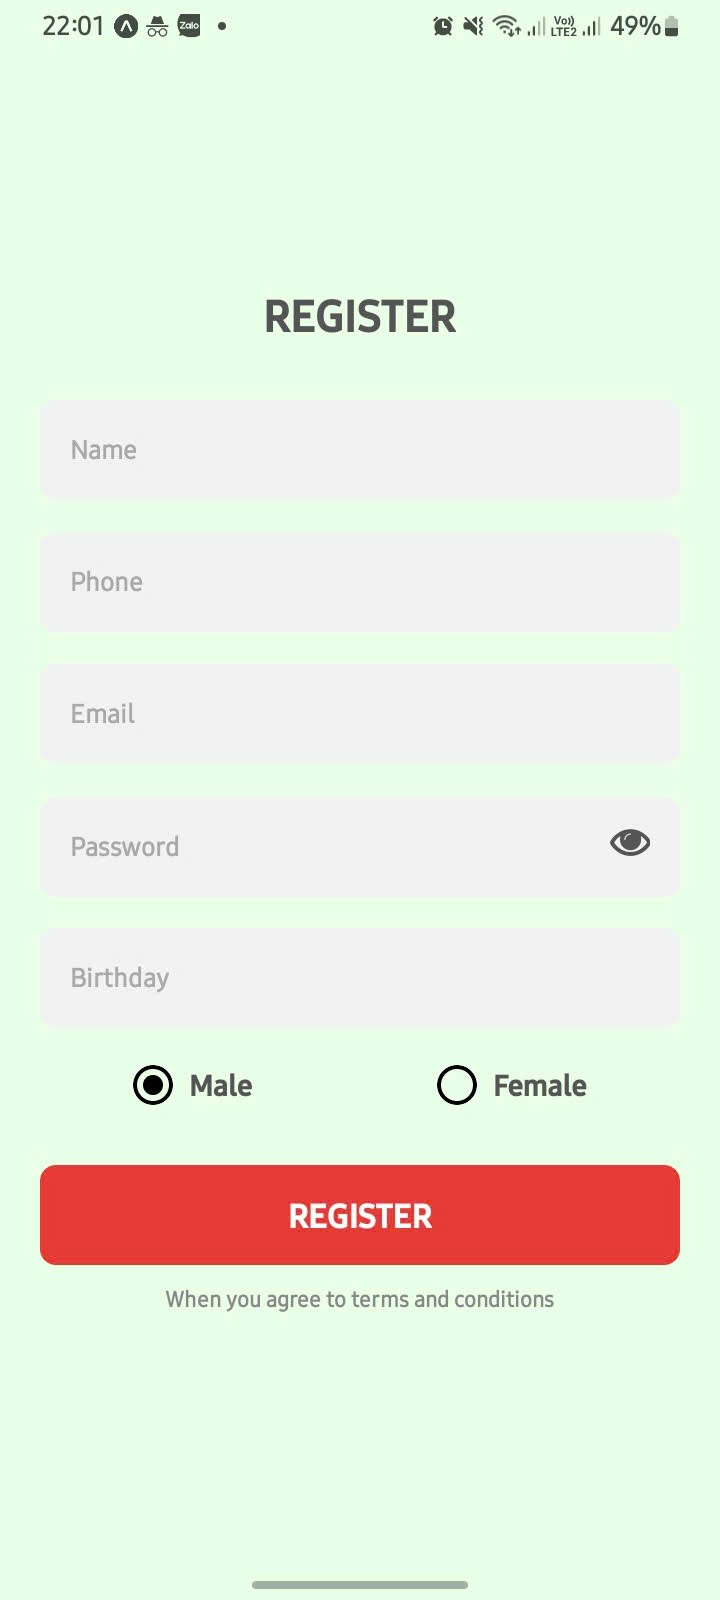 22:01 Zalo Vo)) LTE2 49%
REGISTER
Name
Phone
Email
Password
Birthday
Male Female
REGISTER
When you agree to terms and conditions